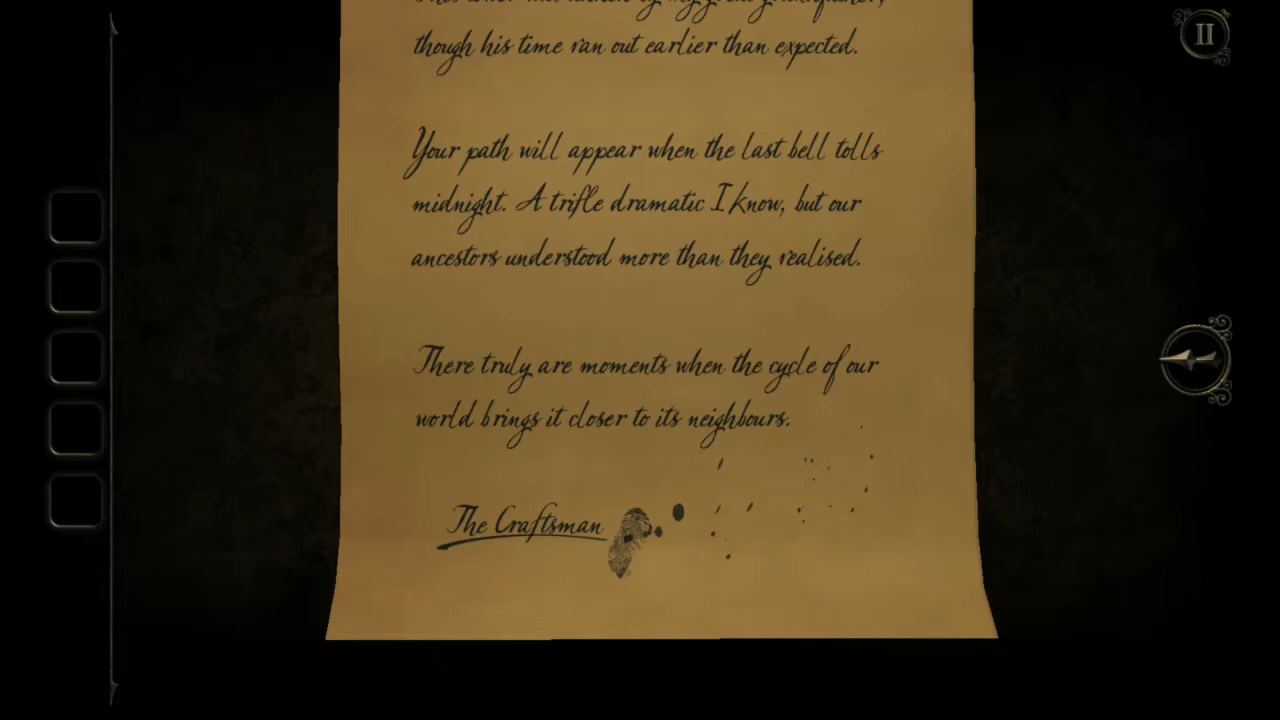 though his time ran out earlier than expected.
Your path will appear when the last bell tolls
midnight. A trifle dramatic I know, but our
ancestors understood more than they realised.
There truly are moments when the cycle of our
world brings it closer to its neighbours.
The Craftsman
II